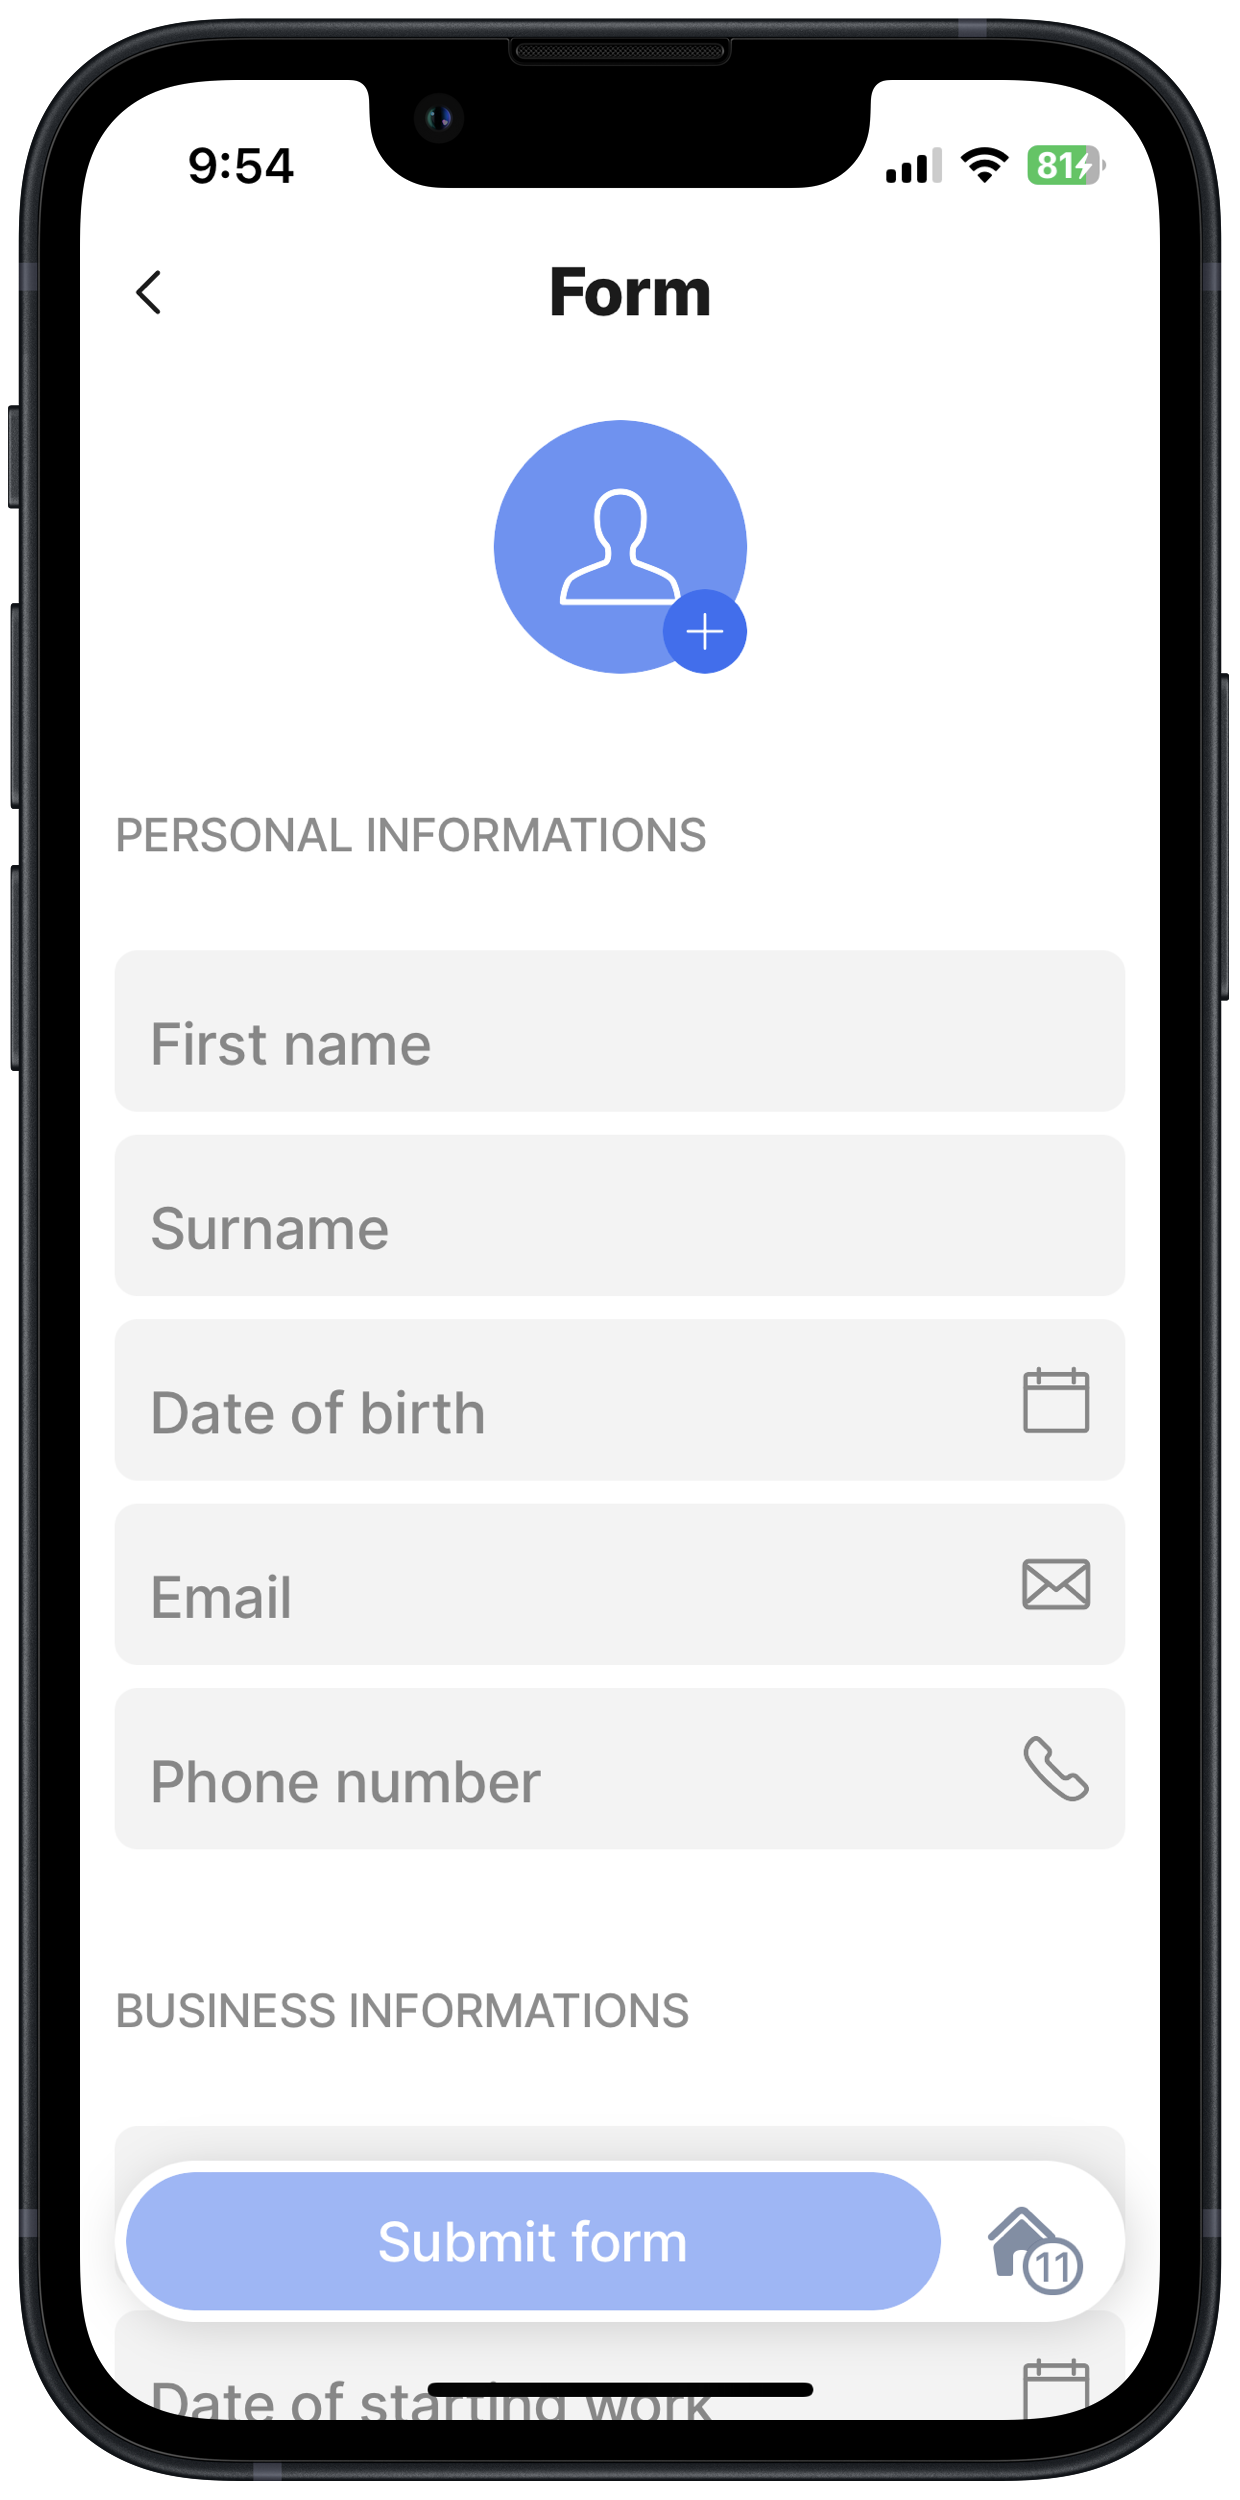 9:54
81
Form
PERSONAL INFORMATIONS
First name
Surname
Date of birth
Email
Phone number
BUSINESS INFORMATIONS
Submit form
11
Date of starting work